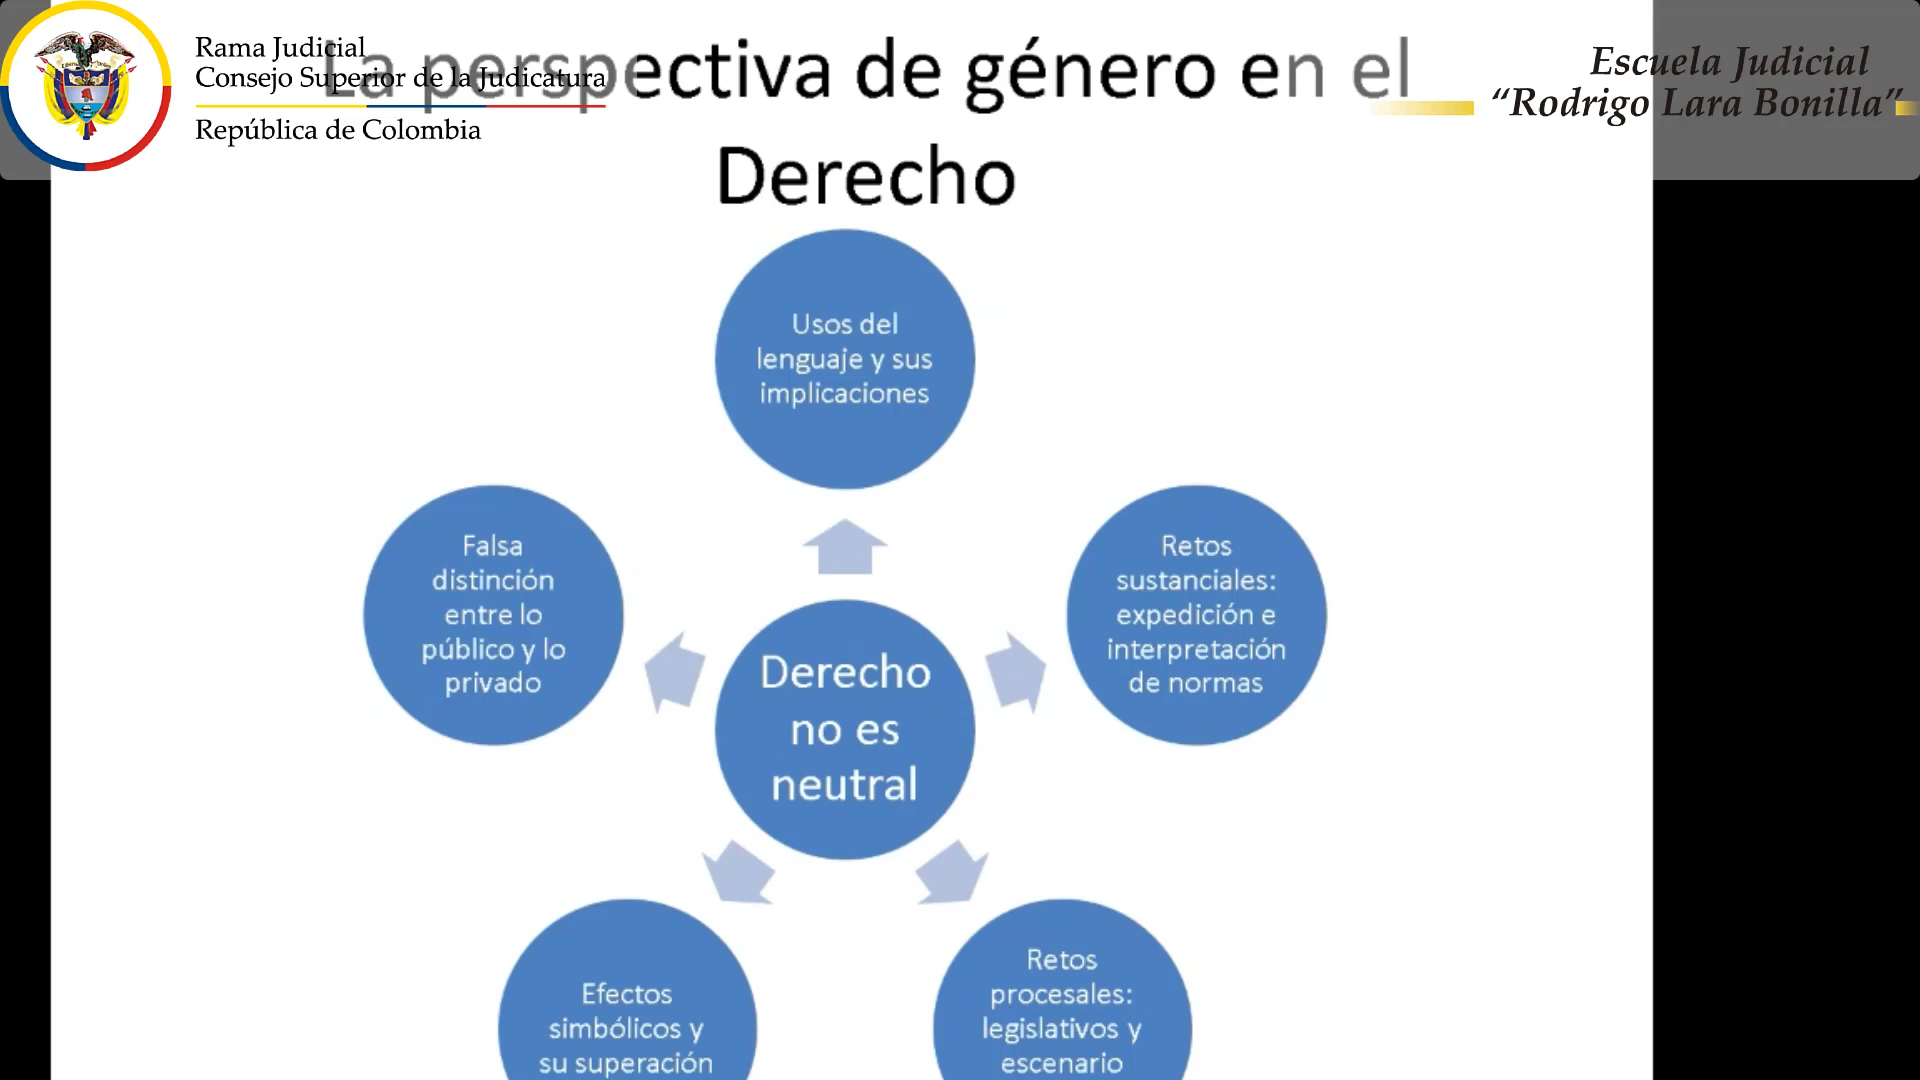 Rama Judicial
Consejo Superior de la Judicatura
República de Colombia
Escuela Judicial
“Rodrigo Lara Bonilla”
La perspectiva de género en el
Derecho
Usos del
lenguaje y sus
implicaciones
Falsa
distinción
entre lo
público y lo
privado
Retos
sustanciales:
expedición e
interpretación
de normas
Derecho
no es
neutral
Efectos
simbólicos y
su superación
Retos
procesales:
legislativos y
escenario